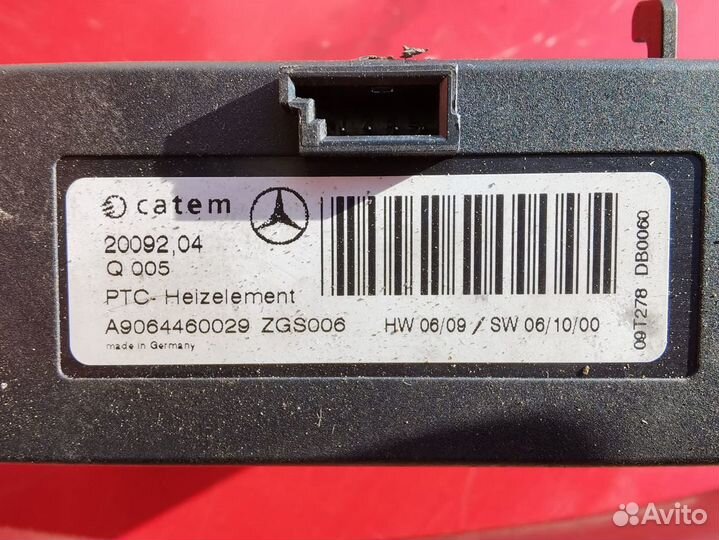 catem
20092,04
Q 005
PTC- Heizelement
A9064460029 ZGS006
HW 06/09 / SW 06/10/00
made in Germany
09T278 DB0060
Avito